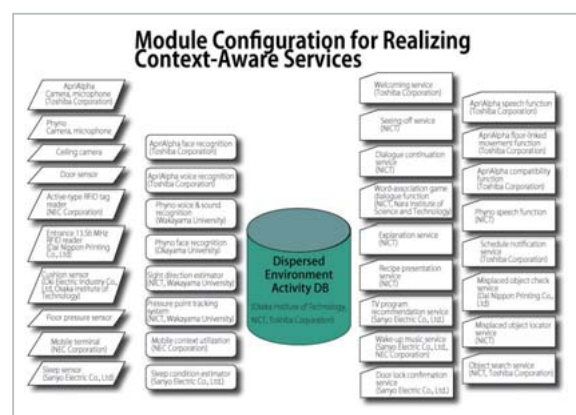 Module Configuration for Realizing
Context-Aware Services
ApriAlpha
Camera, microphone
(Toshiba Corporation)
Phyno
Camera, microphone
Ceiling camera
Door sensor
Active-type RFID tag
reader
(NEC Corporation)
Entrance 13.56 MHz
RFID reader
(Dai Nippon Printing
Co., Ltd.)
Cushion sensor
(Oki Electric Industry Co.,
Ltd, Osaka Institute of
Technology)
Floor pressure sensor
Mobile terminal
(NEC Corporation)
Sleep sensor
(Sanyo Electric Co., Ltd.)
ApriAlpha face recognition
(Toshiba Corporation)
ApriAlpha voice recognition
(Toshiba Corporation)
Phyno voice & sound
recognition
(Wakayama University)
Phyno face recognition
(Okayama University)
Sight direction estimator
(NICT, Wakayama University)
Pressure point tracking
system
(NICT, Wakayama University)
Mobile context utilization
(NEC Corporation)
Sleep condition estimator
(Sanyo Electric Co., Ltd.)
Dispersed
Environment
Activity DB
(Osaka Institute of Technology,
NICT, Toshiba Corporation)
Welcoming service
(Toshiba Corporation)
Seeing-off service
(NICT)
Dialogue continuation
service
(NICT)
Word-association game
dialogue function
(NICT, Nara Institute of
Science and Technology)
Explanation service
(NICT)
Recipe presentation
service
(NICT)
TV program
recommendation service
(Sanyo Electric Co., Ltd.)
Wake-up music service
(Sanyo Electric Co., Ltd.,
NEC Corporation)
Door lock confirmation
service
(Sanyo Electric Co., Ltd.)
ApriAlpha speech function
(Toshiba Corporation)
ApriAlpha floor-linked
movement function
(Toshiba Corporation)
ApriAlpha compatibility
function
(Toshiba Corporation)
Phyno speech function
(NICT)
Schedule notification
service
(Toshiba Corporation)
Misplaced object check
service
(Dai Nippon Printing
Co., Ltd.)
Misplaced object locator
service
(NICT)
Object search service
(NICT, Toshiba Corporation)